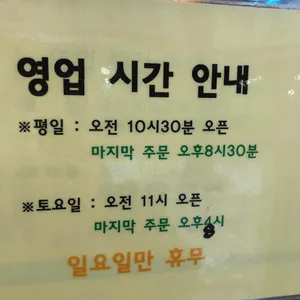 영업 시간 안내
※평일 : 오전 10시30분 오픈
마지막 주문 오후8시30분
※토요일 : 오전 11시 오픈
마지막 주문 오후8시
일요일만 휴무